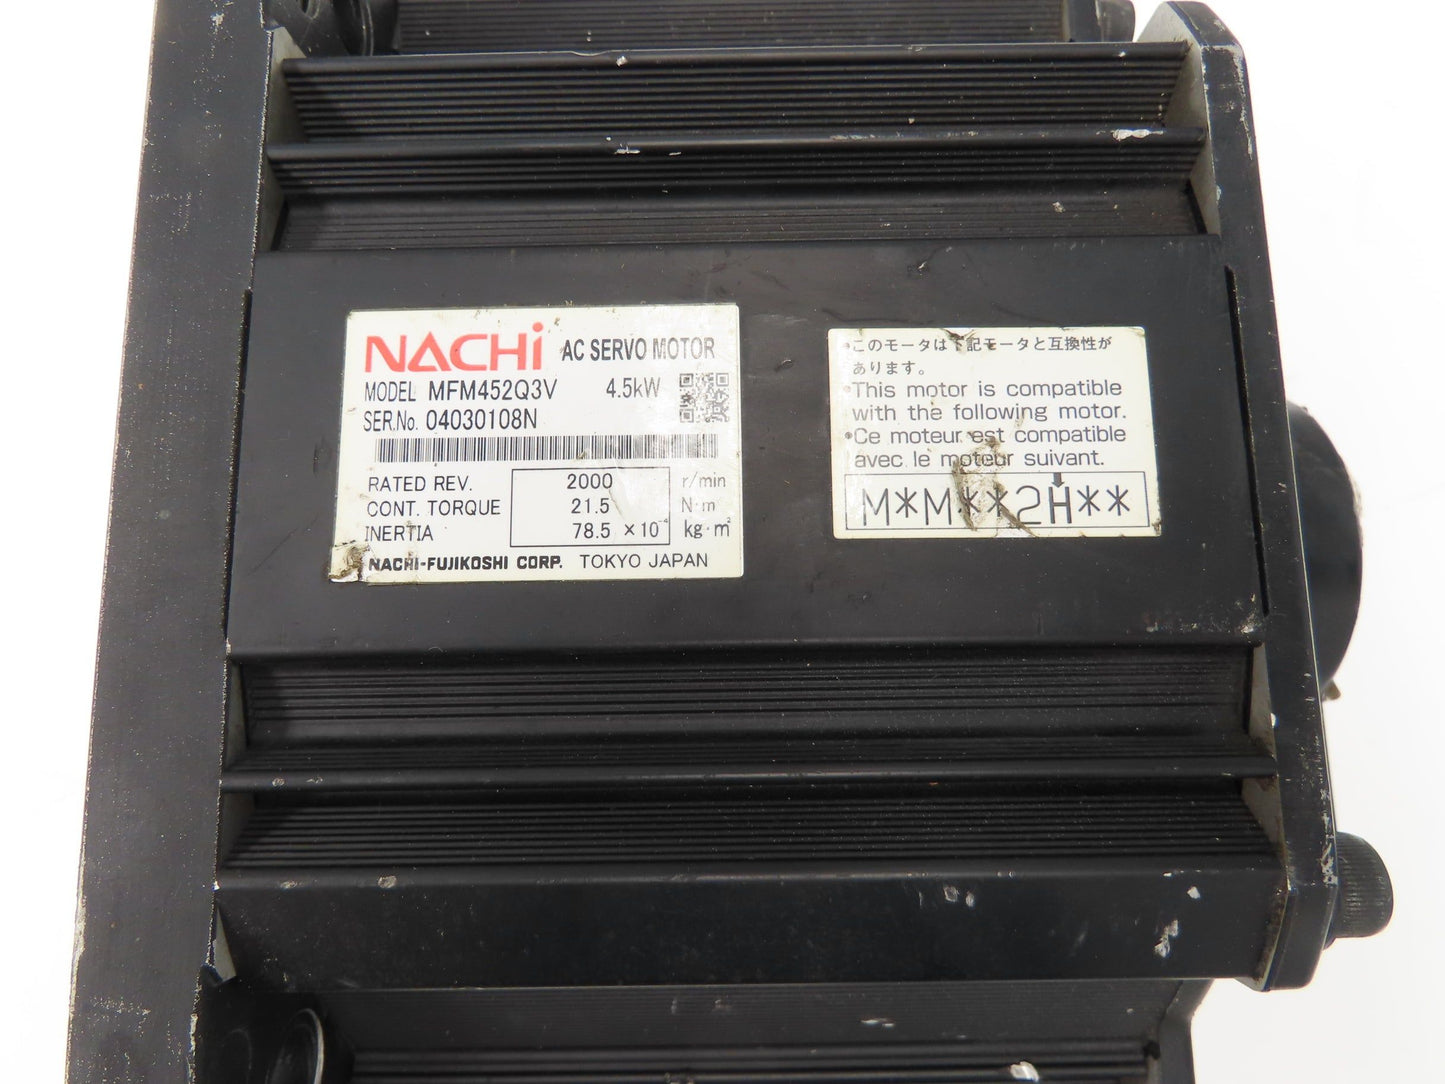 NACHi AC SERVO MOTOR
MODEL MFM452Q3V 4.5kW
SER.No. 04030108N
RATED REV. 2000 r/min
CONT. TORQUE 21.5 N·m
INERTIA 78.5 × 10⁻⁴ kg·m²
NACHI-FUJIKOSHI CORP. TOKYO JAPAN
•このモータは下記モータと互換性が
あります。
•This motor is compatible
with the following motor.
•Ce moteur est compatible
avec le moteur suivant.
M*M**2H**